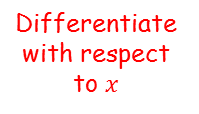 Differentiate
with respect
to x